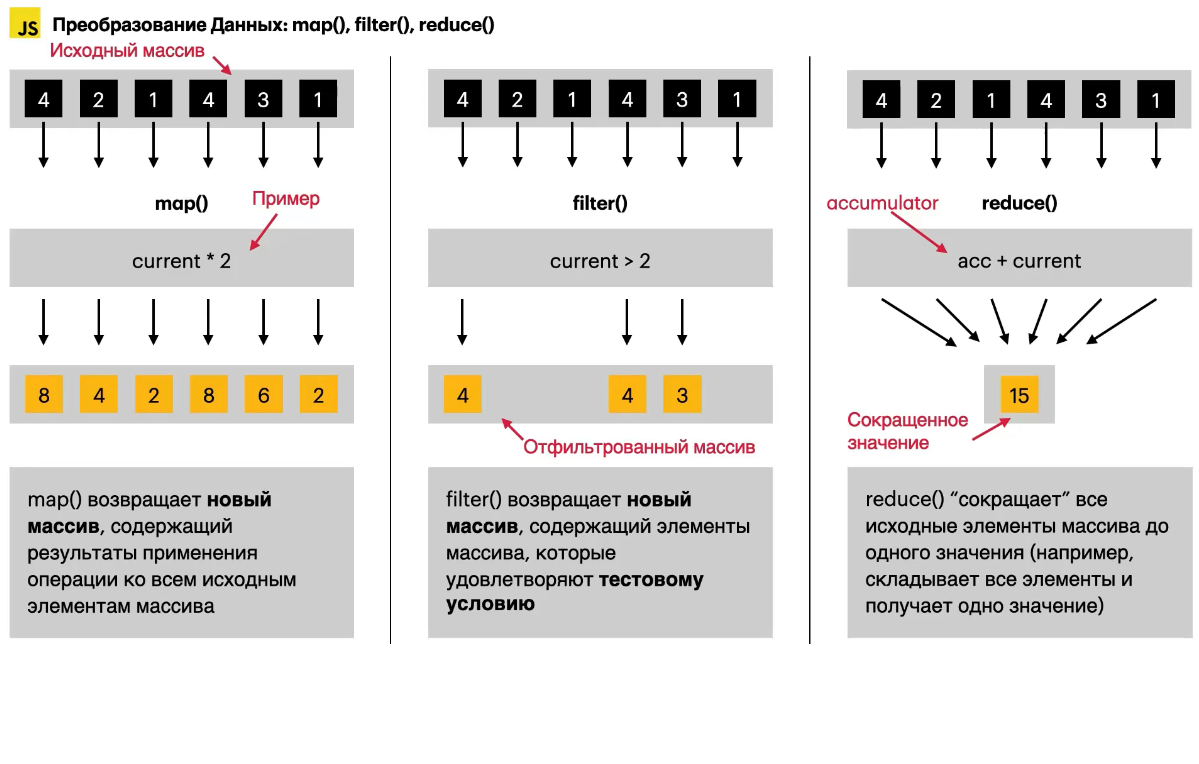 JS Преобразование Данных: map(), filter(), reduce()
Исходный массив
4 2 1 4 3 1
map()
Пример
current * 2
8 4 2 8 6 2
map() возвращает новый
массив, содержащий
результаты применения
операции ко всем исходным
элементам массива
4 2 1 4 3 1
filter()
current > 2
4 4 3
Отфильтрованный массив
filter() возвращает новый
массив, содержащий элементы
массива, которые
удовлетворяют тестовому
условию
4 2 1 4 3 1
accumulator
reduce()
acc + current
15
Сокращенное
значение
reduce() “сокращает” все
исходные элементы массива до
одного значения (например,
складывает все элементы и
получает одно значение)